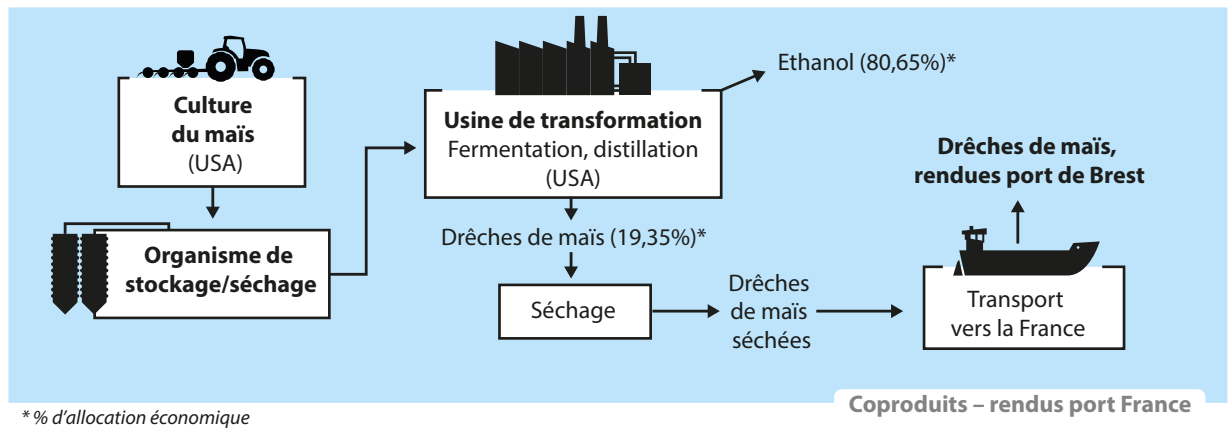 Culture
du maïs
(USA)
Organisme de
stockage/séchage
Usine de transformation
Fermentation, distillation
(USA)
Ethanol (80,65%)*
Drêches de maïs (19,35%)*
Séchage
Drêches
de maïs
séchées
Drêches de maïs,
rendues port de Brest
Transport
vers la France
Coproduits – rendus port France
* % d'allocation économique